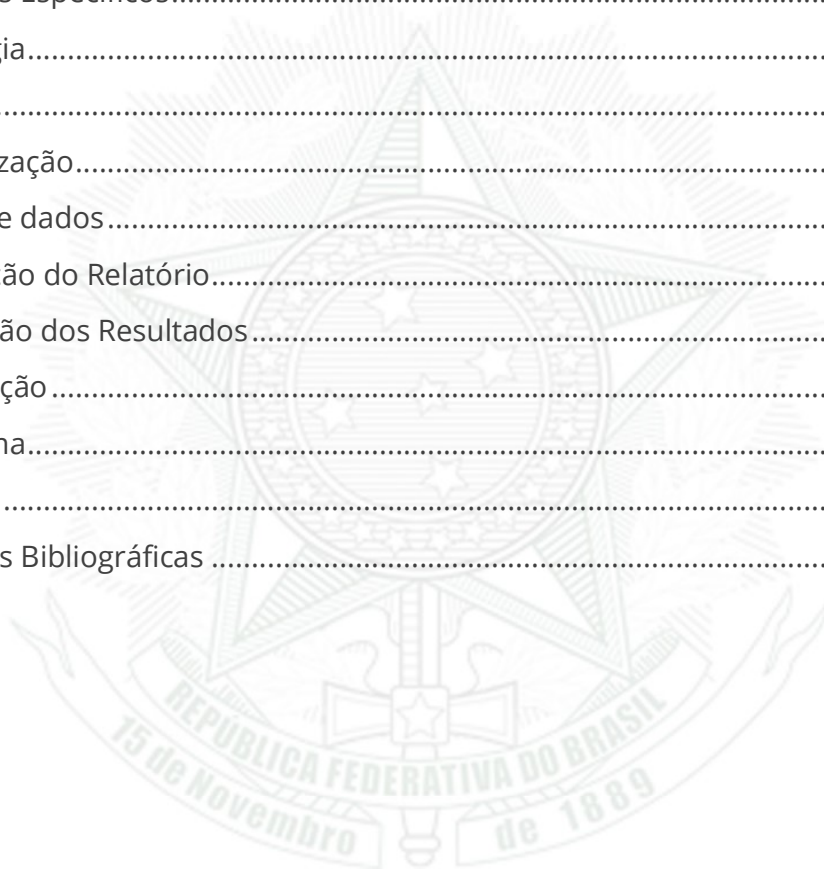 s Específicos....................................................................................
gia....................................................................................................
....................................................................................................
zação..............................................................................................
e dados..........................................................................................
ão do Relatório............................................................................
ão dos Resultados.......................................................................
ção..................................................................................................
na....................................................................................................
....................................................................................................
s Bibliográficas ............................................................................
REPÚBLICA FEDERATIVA DO BRASIL
15 de Novembro de 1889